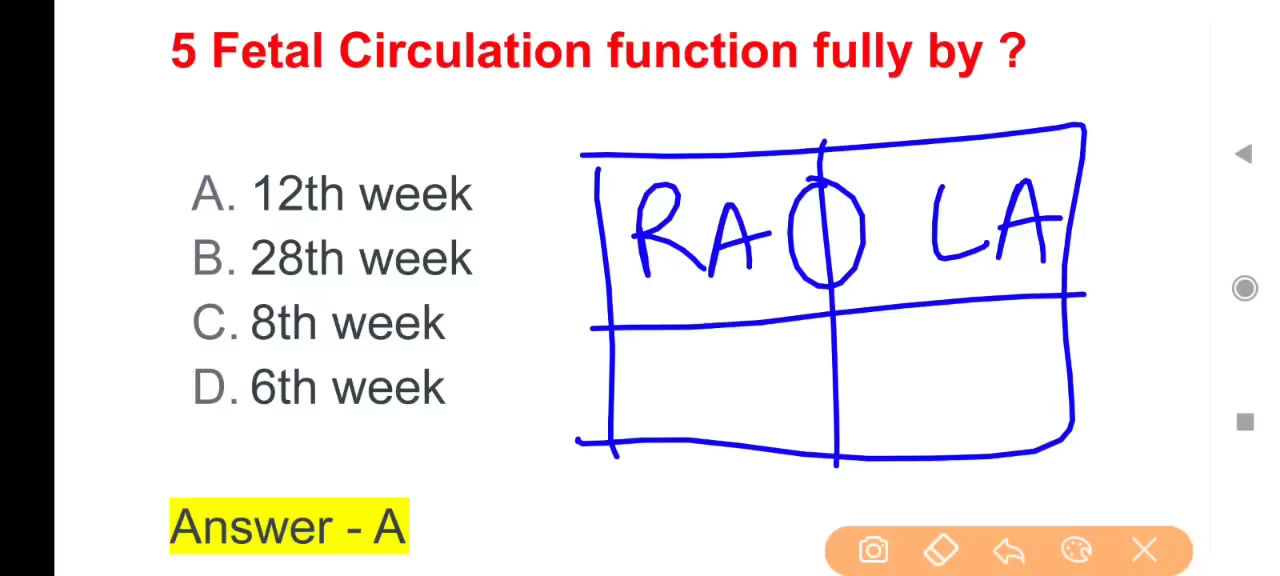 5 Fetal Circulation function fully by ?
A. 12th week
B. 28th week
C. 8th week
D. 6th week
RA LA
Answer - A